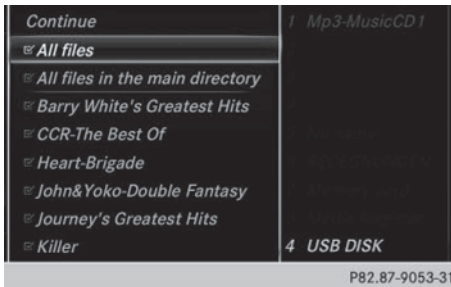 Continue
All files
All files in the main directory
Barry White's Greatest Hits
CCR-The Best Of
Heart-Brigade
John&Yoko-Double Fantasy
Journey's Greatest Hits
Killer
1 Mp3-MusicCD1
4 USB DISK
P82.87-9053-31